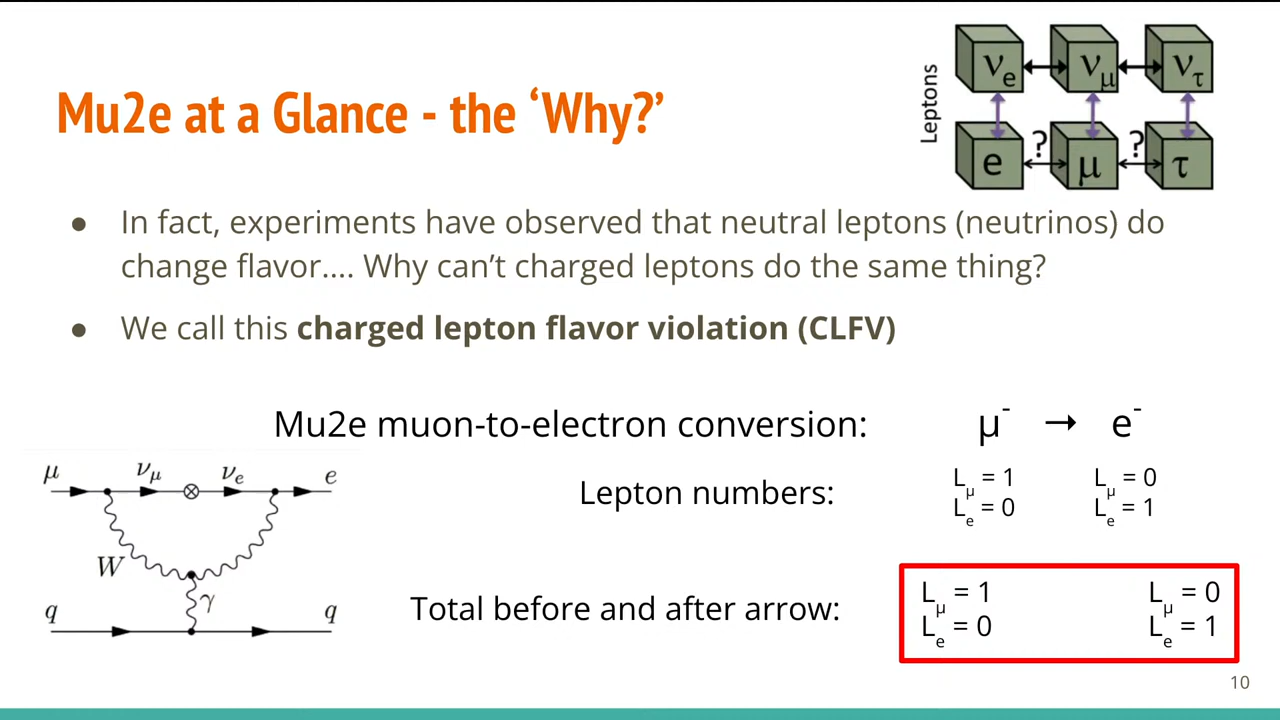 Mu2e at a Glance - the ‘Why?’
Leptons
νe νμ ντ
? ?
e μ τ
● In fact, experiments have observed that neutral leptons (neutrinos) do
change flavor.... Why can’t charged leptons do the same thing?
● We call this charged lepton flavor violation (CLFV)
Mu2e muon-to-electron conversion: μ- → e-
Lepton numbers:
Lμ = 1 Lμ = 0
Le = 0 Le = 1
Total before and after arrow:
Lμ = 1 Lμ = 0
Le = 0 Le = 1
μ νμ νe e
W
γ
q q
10